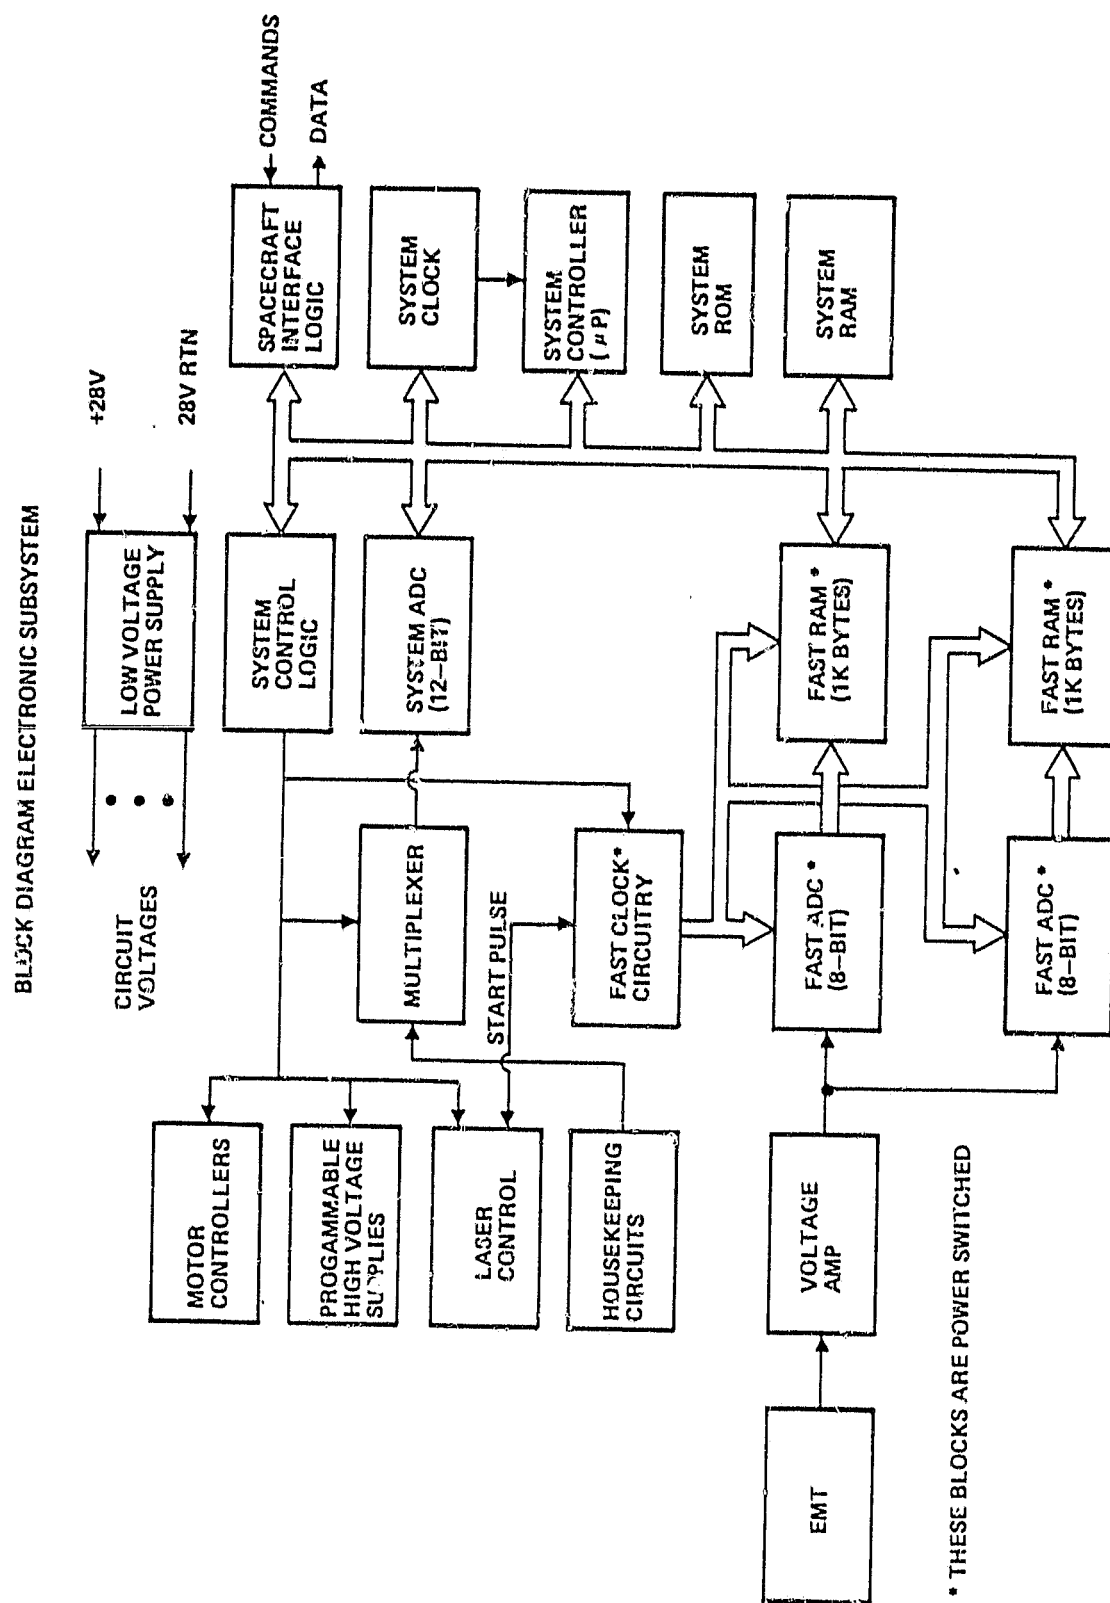 BLOCK DIAGRAM ELECTRONIC SUBSYSTEM
CIRCUIT
VOLTAGES
LOW VOLTAGE
POWER SUPPLY
+28V
28V RTN
MOTOR
CONTROLLERS
SYSTEM
CONTROL
LOGIC
SPACECRAFT
INTERFACE
LOGIC
COMMANDS
DATA
PROGAMMABLE
HIGH VOLTAGE
SUPPLIES
MULTIPLEXER
SYSTEM ADC
(12-BIT)
SYSTEM
CLOCK
LASER
CONTROL
START PULSE
SYSTEM
CONTROLLER
(μP)
HOUSEKEEPING
CIRCUITS
FAST CLOCK*
CIRCUITRY
SYSTEM
ROM
EMT
VOLTAGE
AMP
FAST ADC*
(8-BIT)
FAST RAM*
(1K BYTES)
SYSTEM
RAM
FAST ADC*
(8-BIT)
FAST RAM*
(1K BYTES)
* THESE BLOCKS ARE POWER SWITCHED